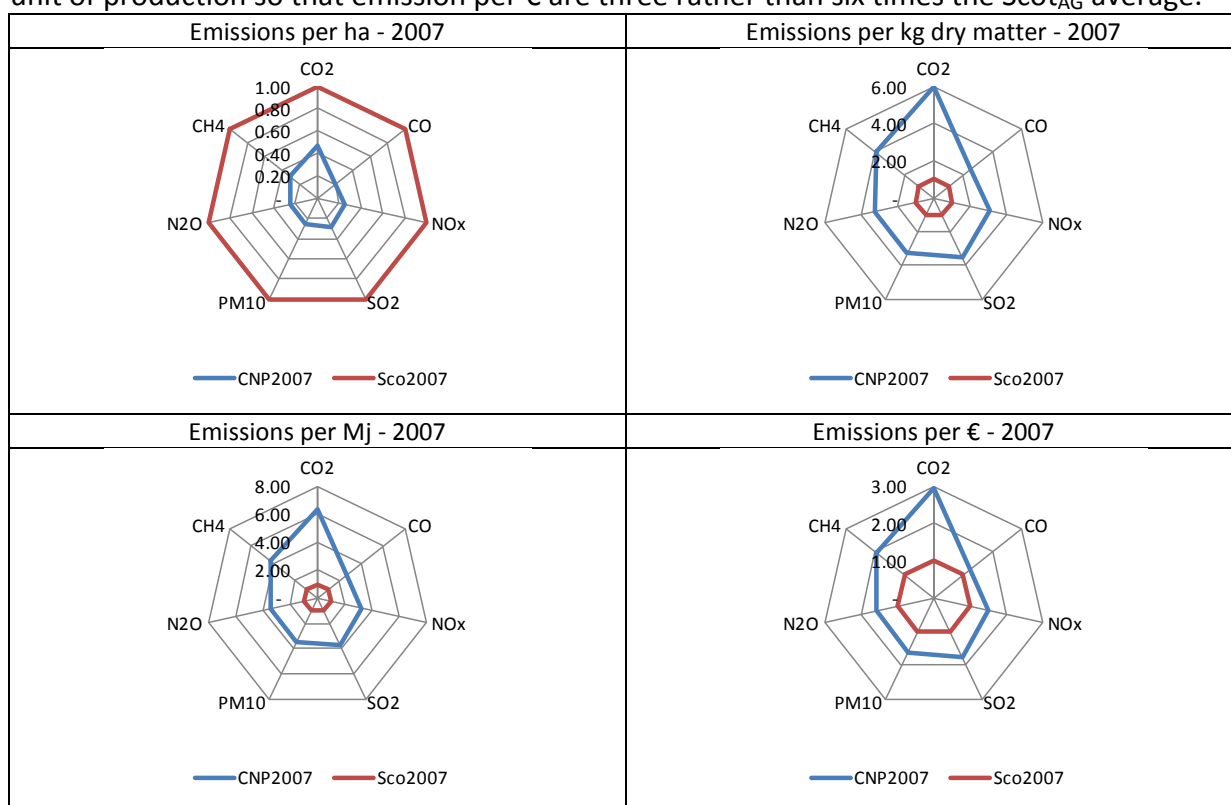 unit of production so that emission per € are three rather than six times the ScotAG average.
Emissions per ha - 2007
CO2
1.00
0.80
0.60
0.40
0.20
-
CH4
CO
N2O
NOx
PM10
SO2
CNP2007
Sco2007
Emissions per kg dry matter - 2007
CO2
6.00
4.00
2.00
-
CH4
CO
N2O
NOx
PM10
SO2
CNP2007
Sco2007
Emissions per Mj - 2007
CO2
8.00
6.00
4.00
2.00
-
CH4
CO
N2O
NOx
PM10
SO2
CNP2007
Sco2007
Emissions per € - 2007
CO2
3.00
2.00
1.00
-
CH4
CO
N2O
NOx
PM10
SO2
CNP2007
Sco2007